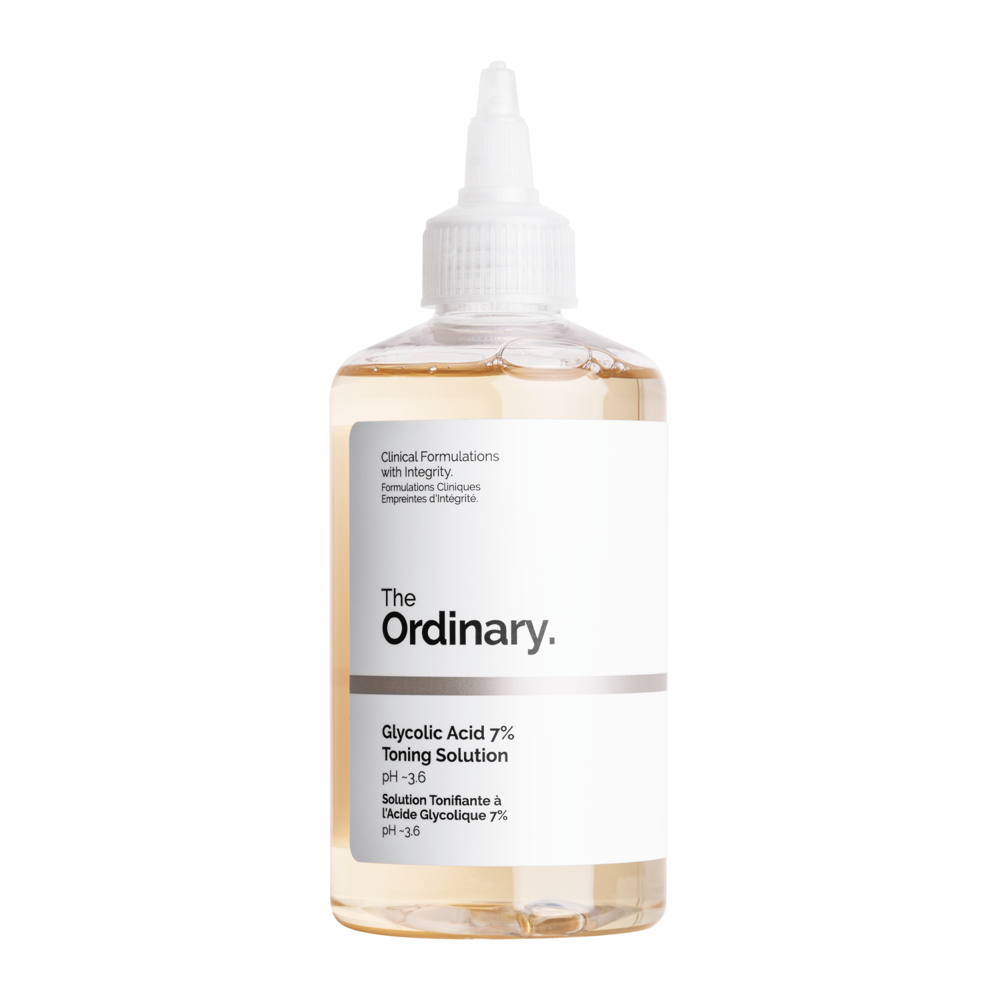 Clinical Formulations
with Integrity.
Formulations Cliniques
Empreintes d'Intégrité.
The
Ordinary.
Glycolic Acid 7%
Toning Solution
pH ~3.6
Solution Tonifiante à
l'Acide Glycolique 7%
pH ~3.6